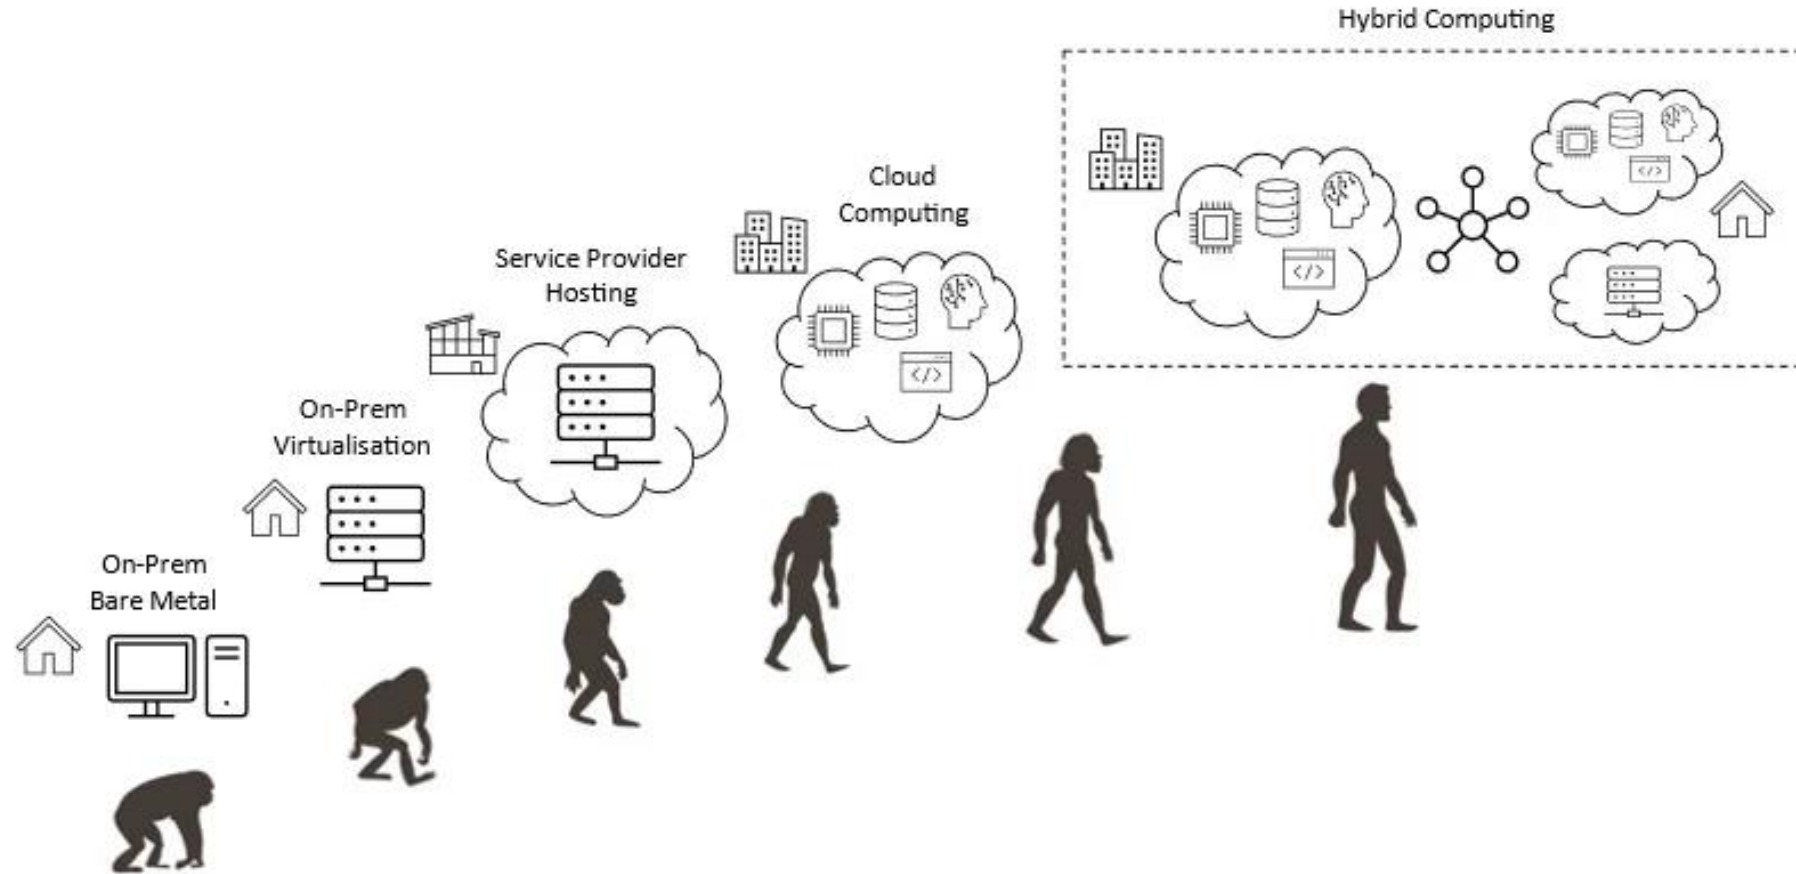 Hybrid Computing
Cloud
Computing
Service Provider
Hosting
On-Prem
Virtualisation
On-Prem
Bare Metal
</>
</>
</>